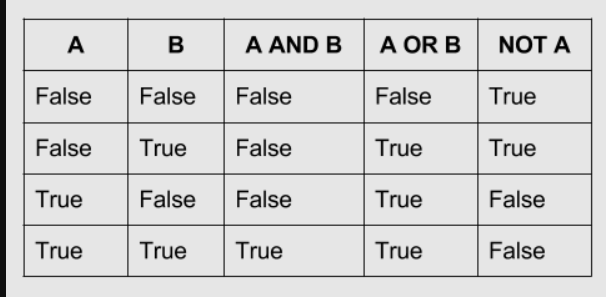 A B A AND B A OR B NOT A
False False False False True
False True False True True
True False False True False
True True True True False